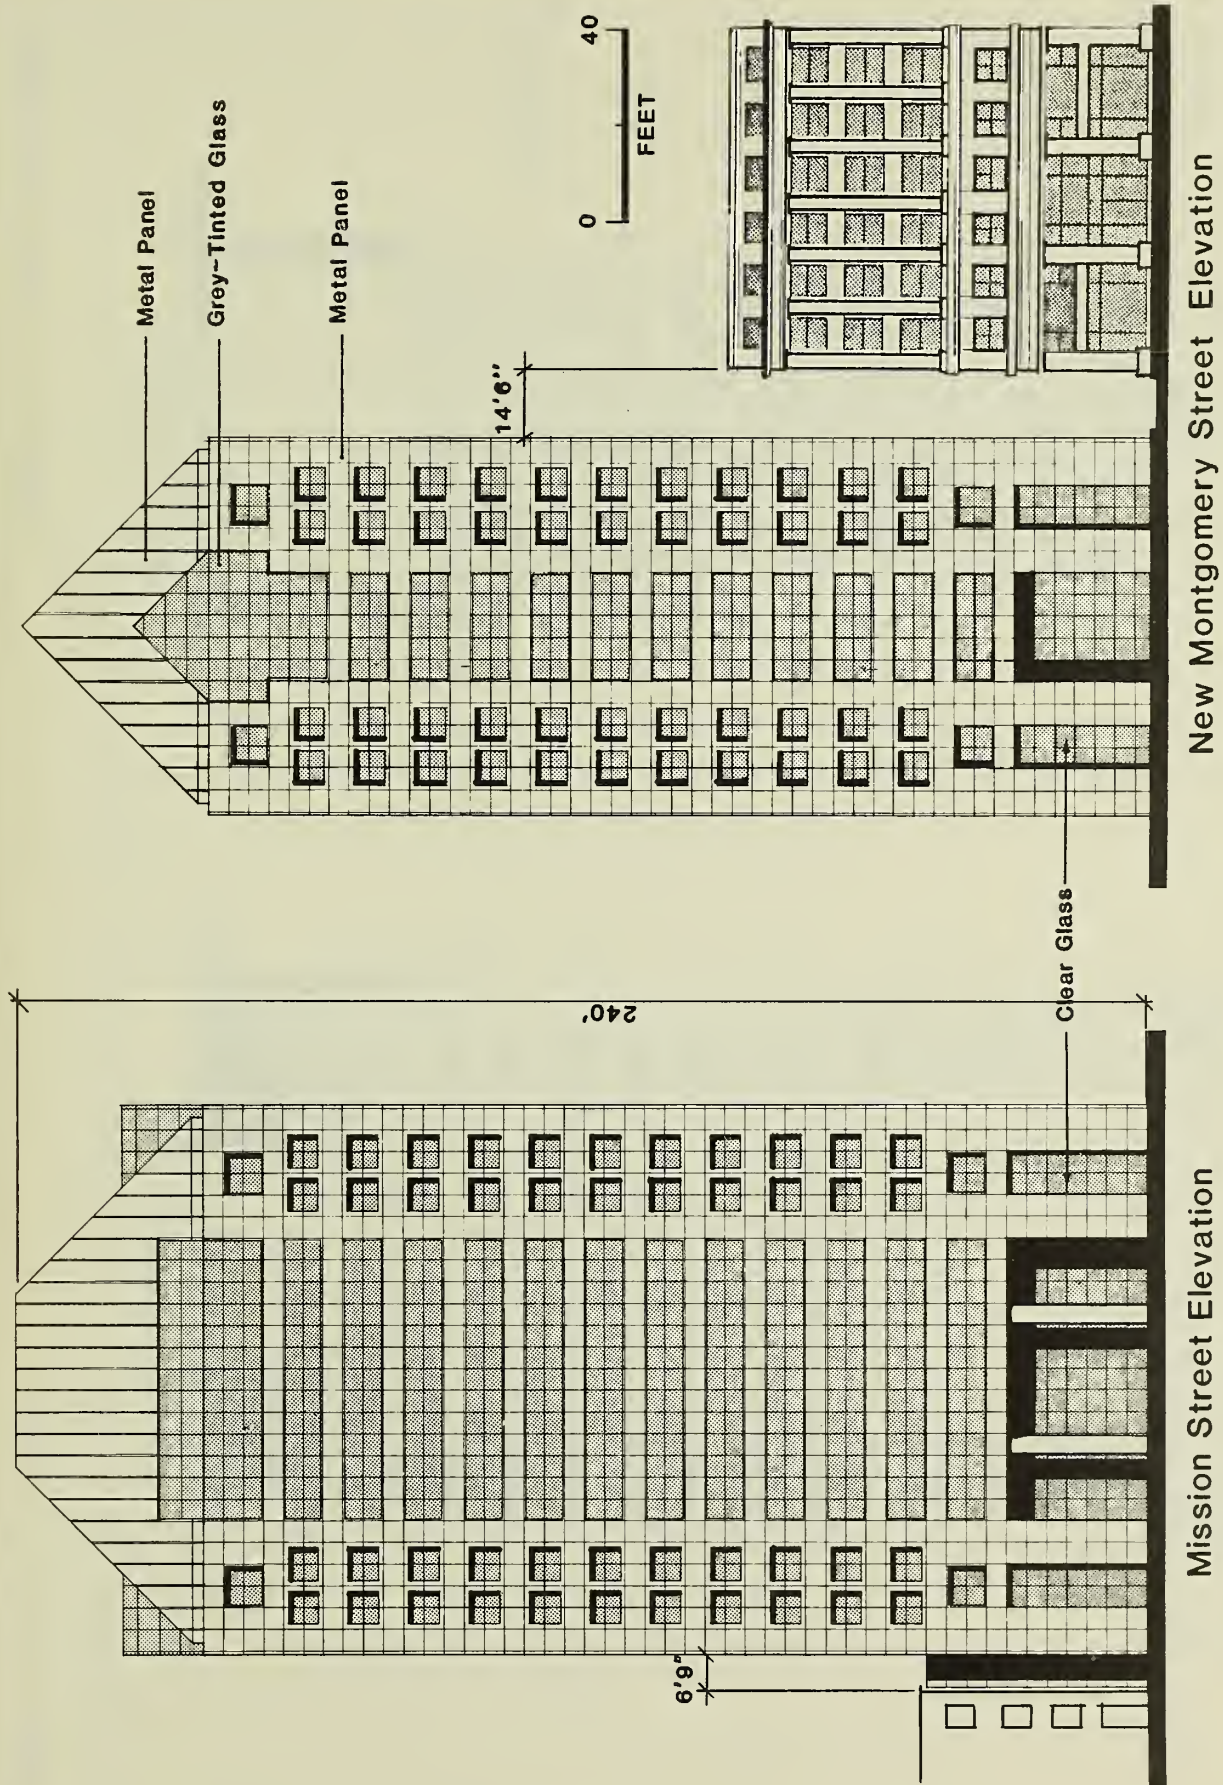 Metal Panel
Grey-Tinted Glass
Metal Panel
14'6"
0 40
FEET
New Montgomery Street Elevation
240'
Clear Glass
6'9"
Mission Street Elevation